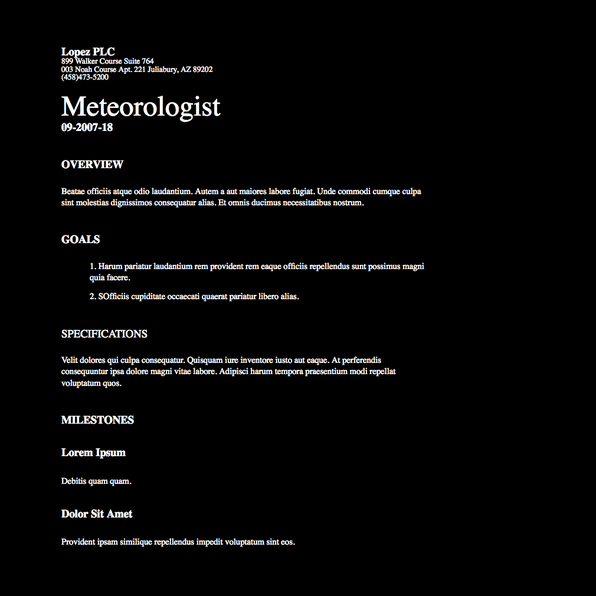 Lopez PLC
899 Walker Course Suite 764
003 Noah Course Apt. 221 Juliabury, AZ 89202
(458)473-5200
Meteorologist
09-2007-18
OVERVIEW
Beatae officiis atque odio laudantium. Autem a aut maiores labore fugiat. Unde commodi cumque culpa
sint molestias dignissimos consequatur alias. Et omnis ducimus necessitatibus nostrum.
GOALS
1. Harum pariatur laudantium rem provident rem eaque officiis repellendus sunt possimus magni
quia facere.
2. SOfficiis cupiditate occaecati quaerat pariatur libero alias.
SPECIFICATIONS
Velit dolores qui culpa consequatur. Quisquam iure inventore iusto aut eaque. At perferendis
consequuntur ipsa dolore magni vitae labore. Adipisci harum tempora praesentium modi repellat
voluptatum quos.
MILESTONES
Lorem Ipsum
Debitis quam quam.
Dolor Sit Amet
Provident ipsam similique repellendus impedit voluptatum sint eos.